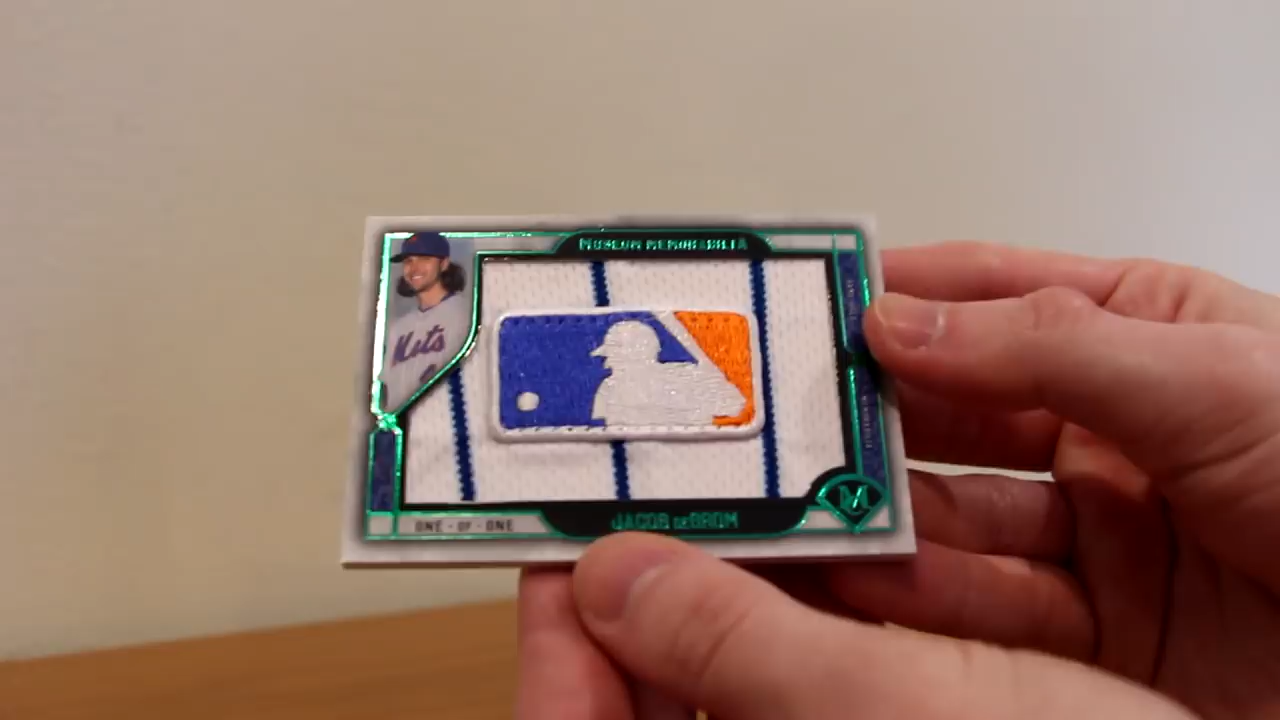 MUSEUM MEMORABILIA
Mets
ONE - OF - ONE
JACOB deGROM
M